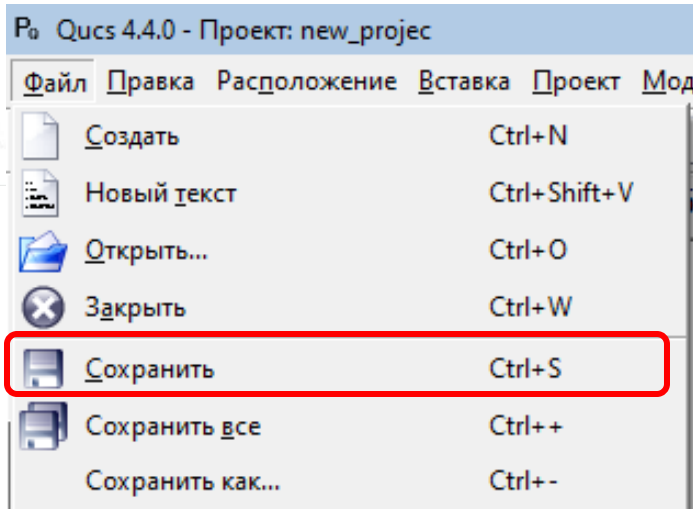 Qucs 4.4.0 - Проект: new_projec
Файл Правка Расположение Вставка Проект Мод
Создать Ctrl+N
Новый текст Ctrl+Shift+V
Открыть... Ctrl+O
Закрыть Ctrl+W
Сохранить Ctrl+S
Сохранить все Ctrl++
Сохранить как... Ctrl+-